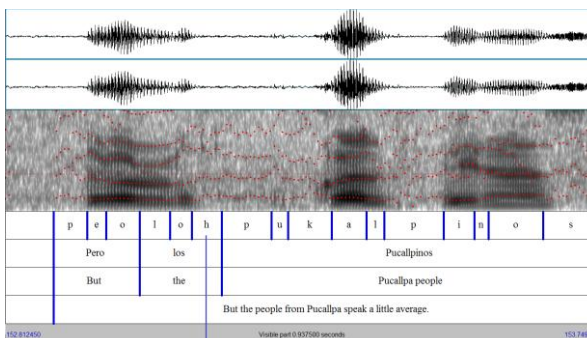 p e o l o h p u k a l p i n o s
Pero los Pucallpinos
But the Pucallpa people
But the people from Pucallpa speak a little average.
152.812450 Visible part 0.937500 seconds 153.749